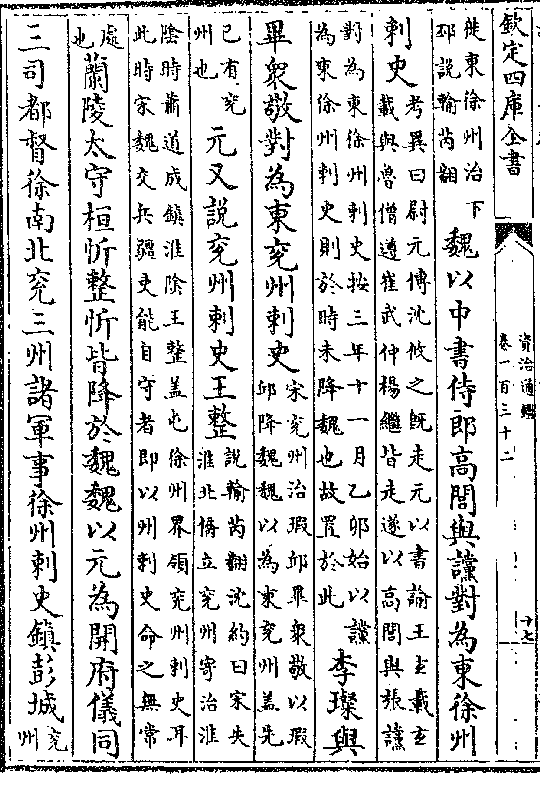 欽定四庫全書
資治通鑑
卷一百三十二
十七
徙東徐州治下
邳說輸芮翻
魏以中書侍郎高閭與讜對為東徐州
刺史
考異曰尉元傳沈攸之既走元以書諭王玄載玄
載與魯僧遵崔武仲楊繼皆走遂以高閭與張讜
對為東徐州刺史按三年十一月乙卯始以讜
為東徐州刺史則於時未降魏也故置於此
李璨與
畢衆敬對為東兖州刺史
宋兖州治瑕邱畢衆敬以瑕
邱降魏魏以為東兖州蓋先
已有兖
州也
元又說兖州刺史王整
說輸芮翻沈約曰宋失
淮北僑立兖州寄治淮
陰時蕭道成鎮淮陰王整蓋屯徐州界領兖州刺史耳
此時宋魏交兵疆吏能自守者即以州刺史命之無常
處
也
蘭陵太守桓忻整忻皆降於魏魏以元為開府儀同
三司都督徐南北兖三州諸軍事徐州刺史鎮彭城
兖
州